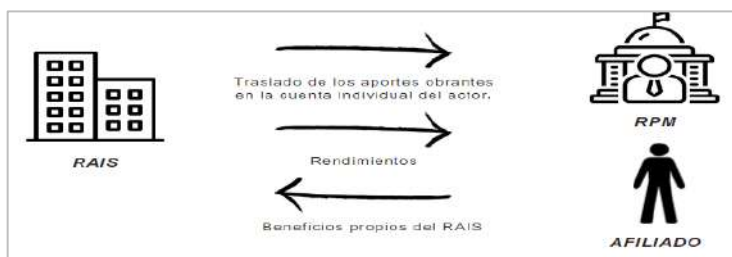 Traslado de los aportes obrantes
en la cuenta individual del actor.
RPM
RAIS
Rendimientos
Beneficios propios del RAIS
AFILIADO